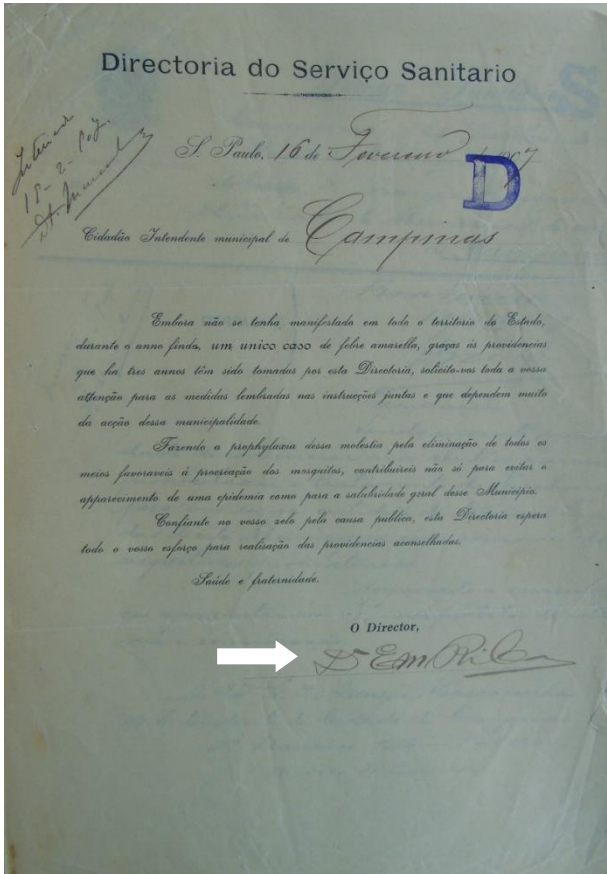 Directoria do Serviço Sanitario
S. Paulo, 16 de Fevereiro 1907
D
Cidadão Intendente municipal de Campinas
Embora não se tenha manifestado em todo o territorio do Estado,
durante o anno findo, um unico caso de febre amarella, graças ás providencias
que ha tres annos têm sido tomadas por esta Directoria, solicito-vos toda a vossa
attenção para as medidas lembradas nas instrucções juntas e que dependem muito
da acção dessa municipalidade.
Fazendo a prophylaxia dessa molestia pela eliminação de todos os
meios favoraveis á procreação dos mosquitos, contribuireis não só para evitar o
apparecimento de uma epidemia como para a salubridade geral desse Municipio.
Confiante no vosso zelo pela causa publica, esta Directoria espera
todo o vosso esforço para realisação das providencias aconselhadas.
Saúde e fraternidade.
O Director,
Dr Em Rib